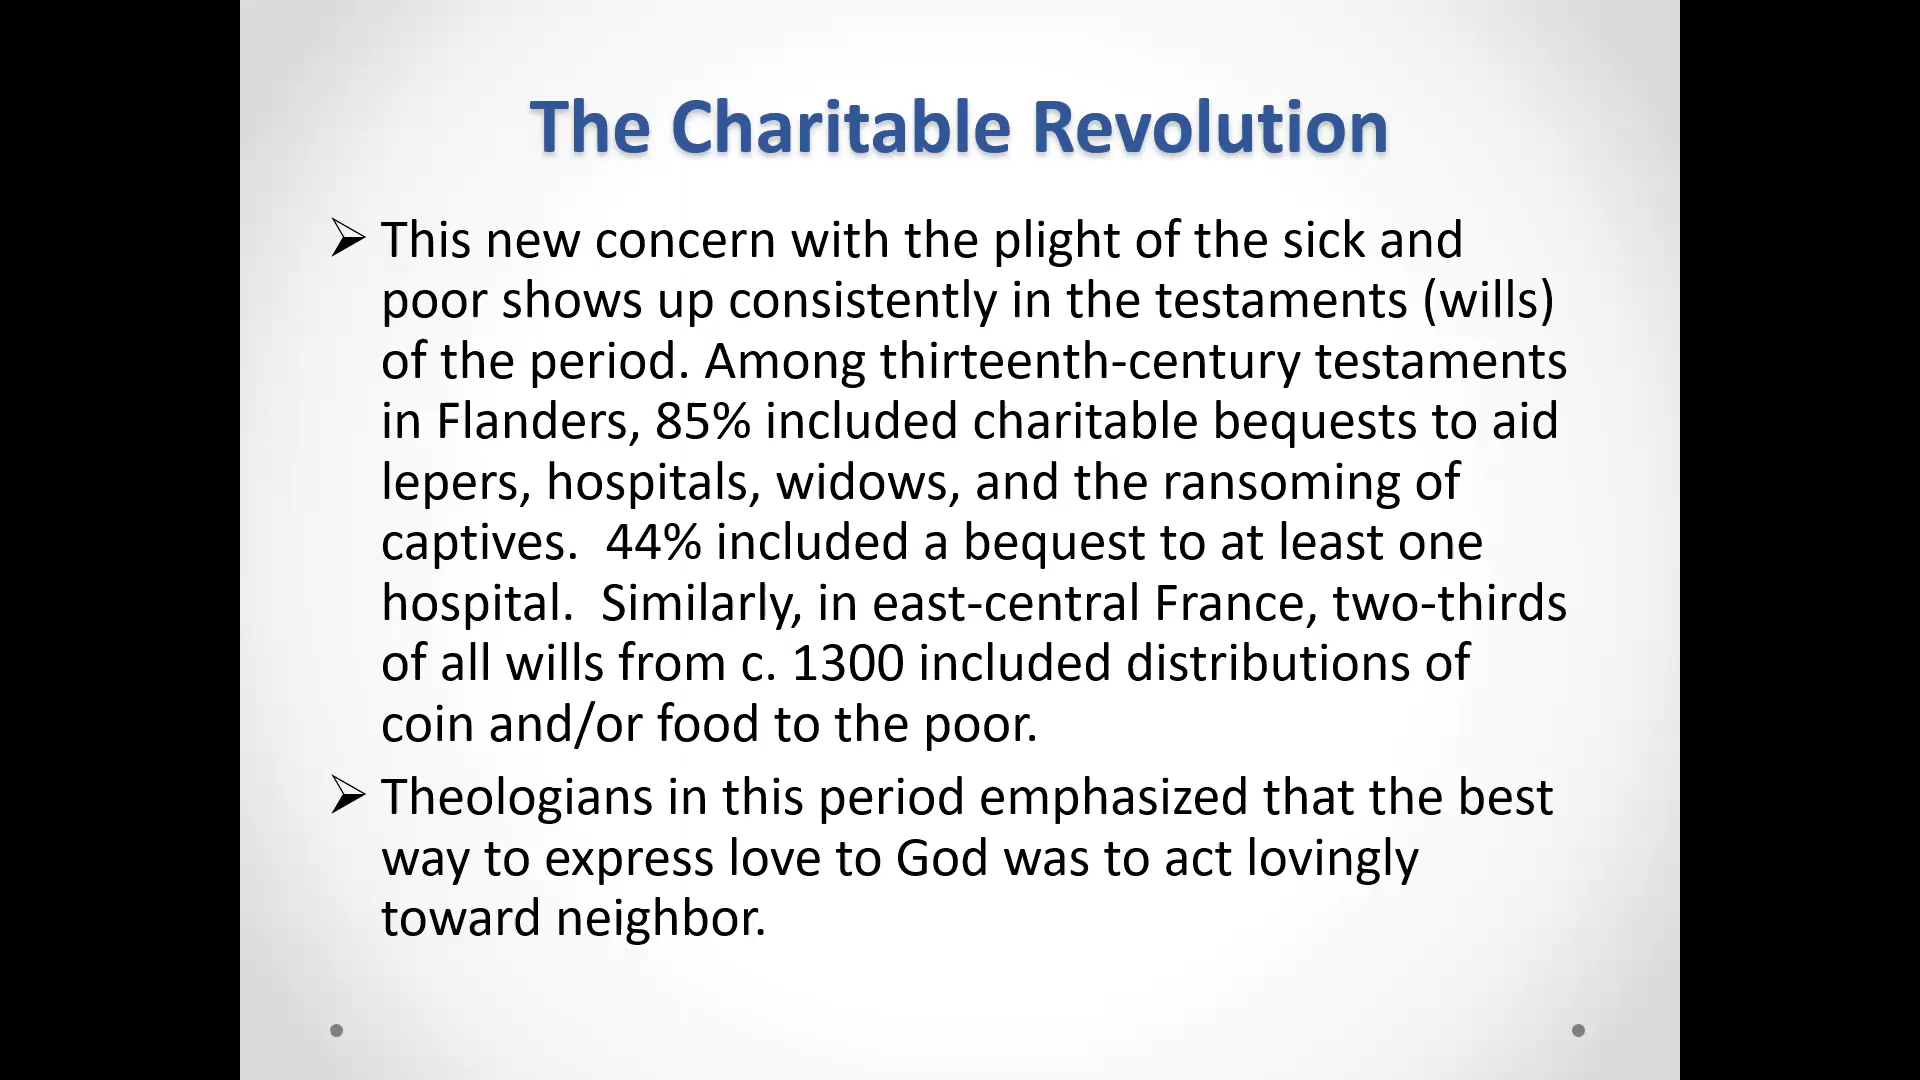 The Charitable Revolution
This new concern with the plight of the sick and
poor shows up consistently in the testaments (wills)
of the period. Among thirteenth-century testaments
in Flanders, 85% included charitable bequests to aid
lepers, hospitals, widows, and the ransoming of
captives.  44% included a bequest to at least one
hospital.  Similarly, in east-central France, two-thirds
of all wills from c. 1300 included distributions of
coin and/or food to the poor.
Theologians in this period emphasized that the best
way to express love to God was to act lovingly
toward neighbor.